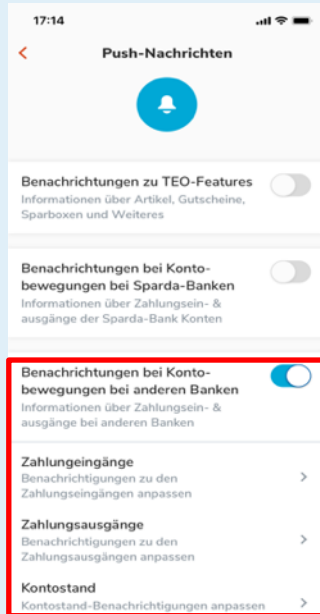 17:14
Push-Nachrichten
Benachrichtungen zu TEO-Features
Informationen über Artikel, Gutscheine,
Sparboxen und Weiteres
Benachrichtungen bei Konto-
bewegungen bei Sparda-Banken
Informationen über Zahlungsein- &
ausgänge der Sparda-Bank Konten
Benachrichtungen bei Konto-
bewegungen bei anderen Banken
Informationen über Zahlungsein- &
ausgänge bei anderen Banken
Zahlungeingänge
Benachrichtigungen zu den
Zahlungseingängen anpassen
Zahlungsausgänge
Benachrichtigungen zu den
Zahlungsausgängen anpassen
Kontostand
Kontostand-Benachrichtigungen anpassen